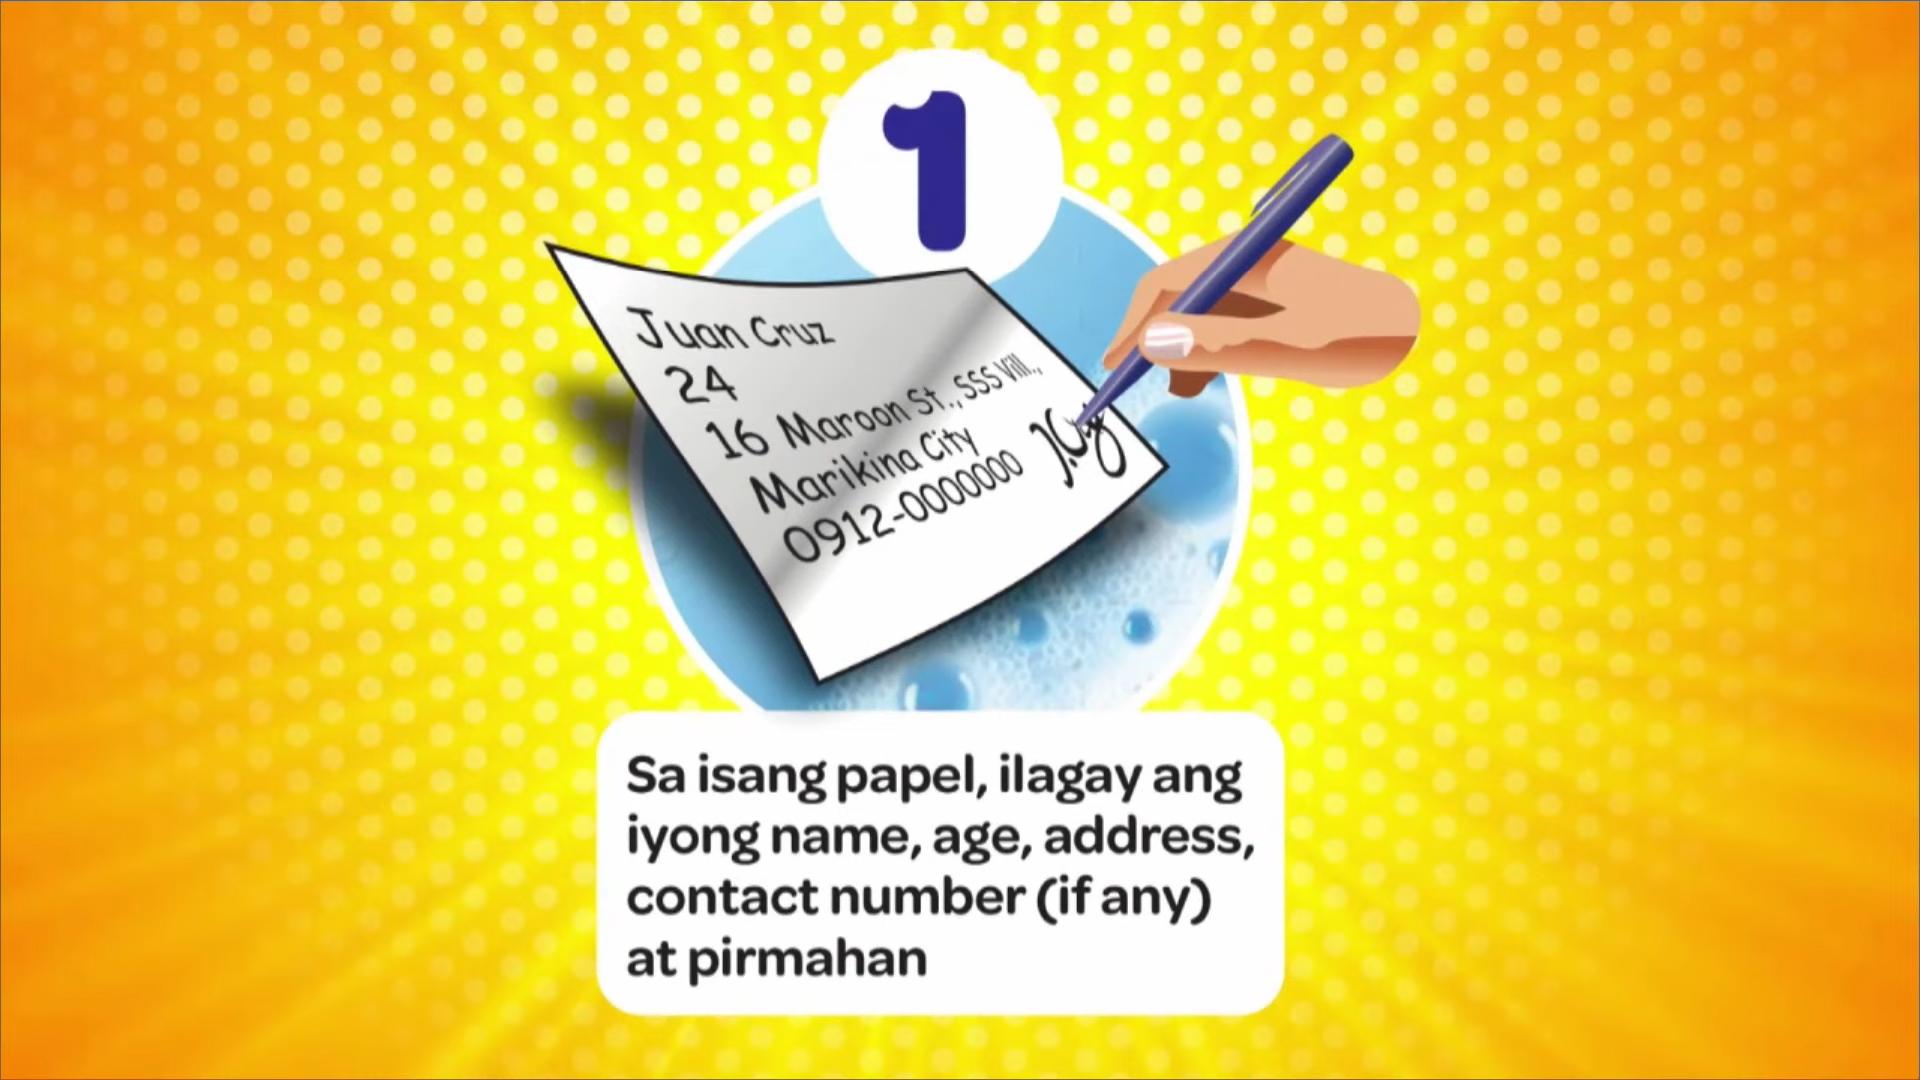 1
Juan Cruz
24
16 Maroon St., SSS Vill.,
Marikina City
0912-0000000
Sa isang papel, ilagay ang
iyong name, age, address,
contact number (if any)
at pirmahan